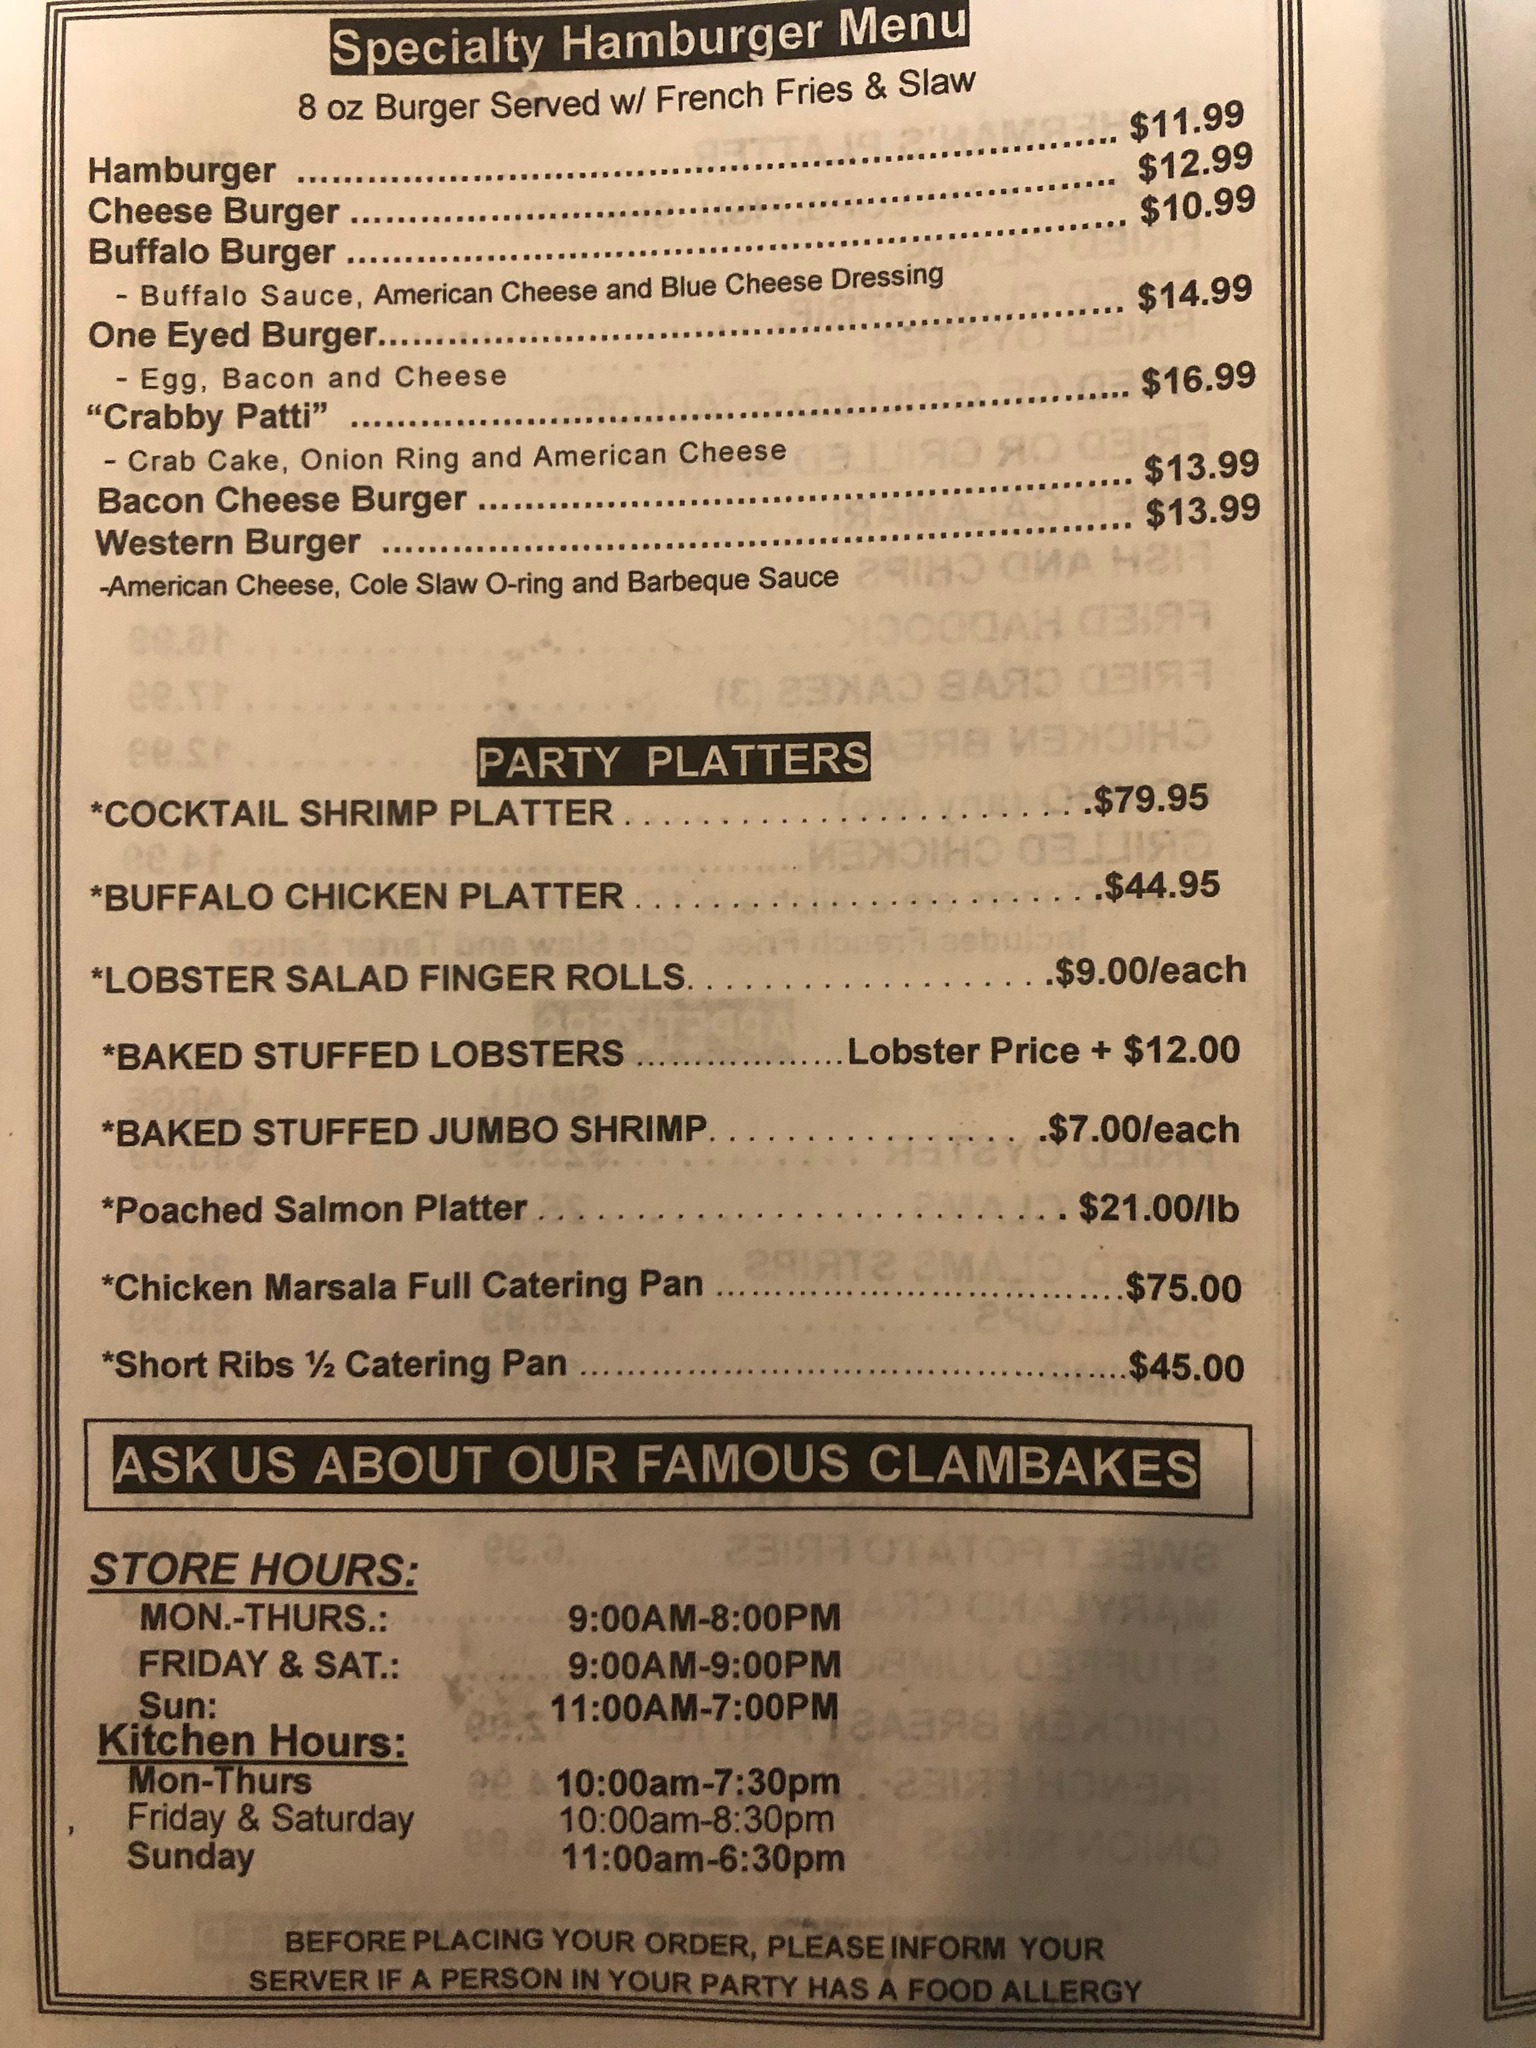 Specialty Hamburger Menu
8 oz Burger Served w/ French Fries & Slaw
Hamburger ........................................................................ $11.99
Cheese Burger .................................................................. $12.99
Buffalo Burger ................................................................... $10.99
- Buffalo Sauce, American Cheese and Blue Cheese Dressing
One Eyed Burger................................................................ $14.99
- Egg, Bacon and Cheese
“Crabby Patti” .................................................................... $16.99
- Crab Cake, Onion Ring and American Cheese
Bacon Cheese Burger ......................................................... $13.99
Western Burger .................................................................. $13.99
-American Cheese, Cole Slaw O-ring and Barbeque Sauce
PARTY PLATTERS
*COCKTAIL SHRIMP PLATTER . . . . . . . . . . . . . . . . . . . . . . . .$79.95
*BUFFALO CHICKEN PLATTER . . . . . . . . . . . . . . . . . . . . . . . .$44.95
*LOBSTER SALAD FINGER ROLLS. . . . . . . . . . . . . . . . . . .$9.00/each
*BAKED STUFFED LOBSTERS .....................Lobster Price + $12.00
*BAKED STUFFED JUMBO SHRIMP. . . . . . . . . . . . . . . . . .$7.00/each
*Poached Salmon Platter . . . . . . . . . . . . . . . . . . . . . . . . . . . $21.00/lb
*Chicken Marsala Full Catering Pan ...................................$75.00
*Short Ribs ½ Catering Pan ...............................................$45.00
ASK US ABOUT OUR FAMOUS CLAMBAKES
STORE HOURS:
MON.-THURS.: 9:00AM-8:00PM
FRIDAY & SAT.: 9:00AM-9:00PM
Sun: 11:00AM-7:00PM
Kitchen Hours:
Mon-Thurs 10:00am-7:30pm
Friday & Saturday 10:00am-8:30pm
Sunday 11:00am-6:30pm
BEFORE PLACING YOUR ORDER, PLEASE INFORM YOUR
SERVER IF A PERSON IN YOUR PARTY HAS A FOOD ALLERGY